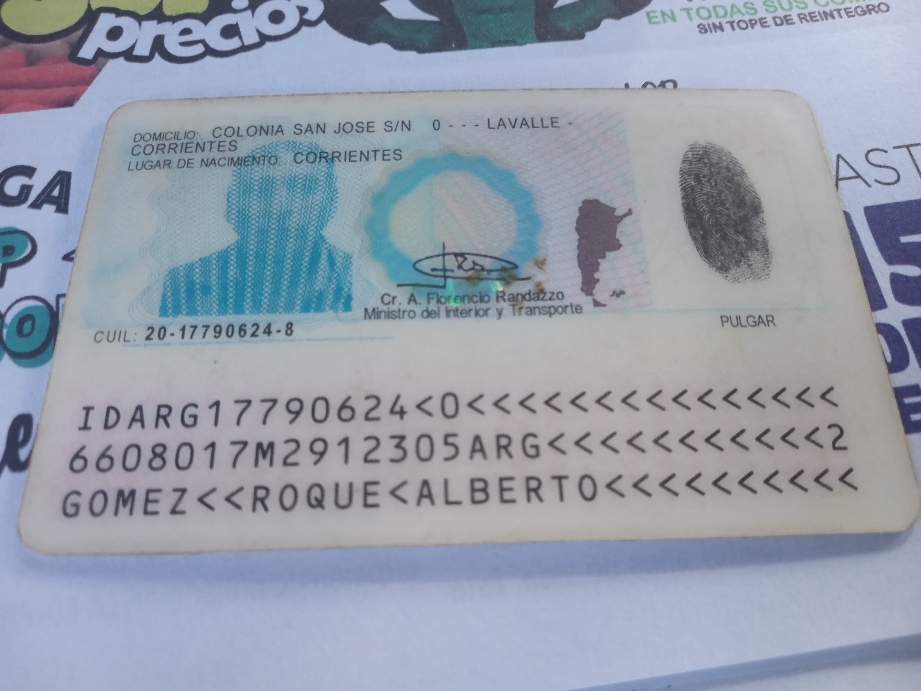 precios
EN TODAS SUS
SIN TOPE DE REINTEGRO
DOMICILIO: COLONIA SAN JOSE S/N 0 - - - LAVALLE -
CORRIENTES
LUGAR DE NACIMIENTO: CORRIENTES
Cr. A. Florencio Randazzo
Ministro del Interior y Transporte
CUIL: 20-17790624-8
PULGAR
IDARG17790624<0<<<<<<<<<<<<<<<
6608017M2912305ARG<<<<<<<<<<<2
GOMEZ<<ROQUE<ALBERTO<<<<<<<<<<